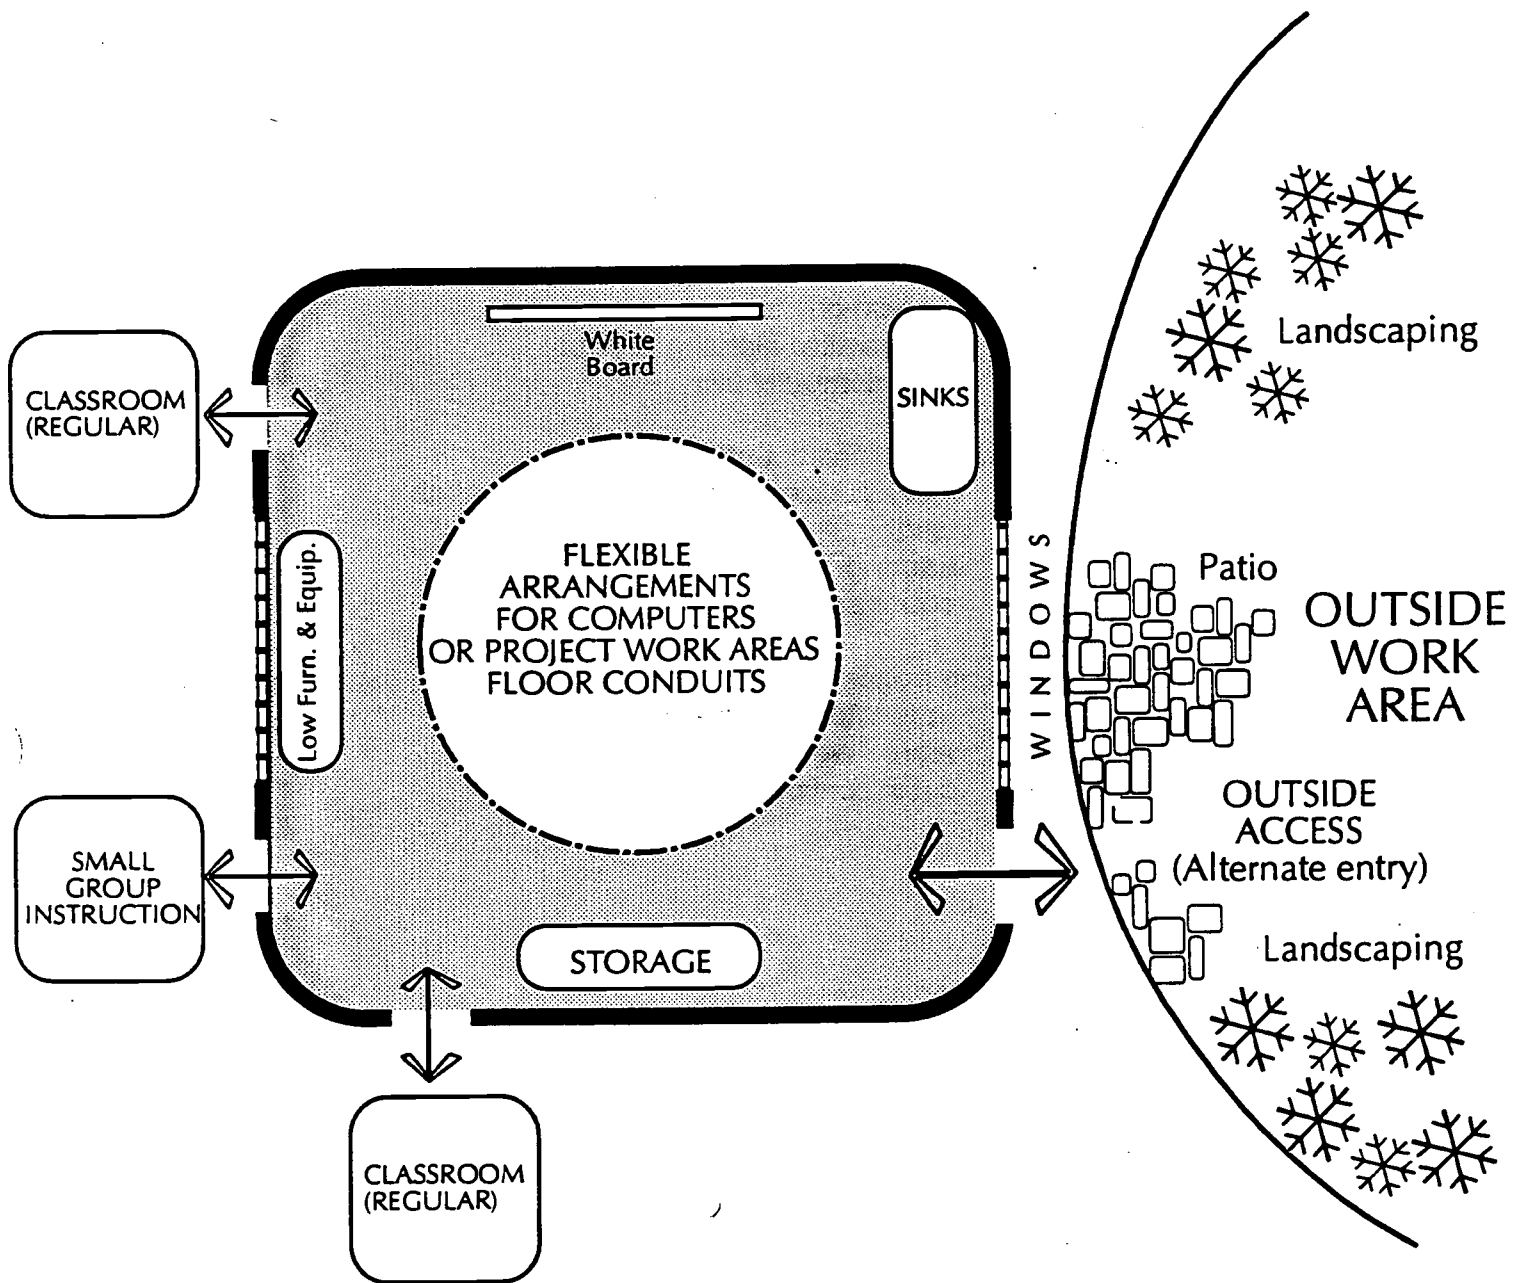 White
Board
SINKS
Landscaping
CLASSROOM
(REGULAR)
Low Furn. & Equip.
FLEXIBLE
ARRANGEMENTS
FOR COMPUTERS
OR PROJECT WORK AREAS
FLOOR CONDUITS
WINDOWS
Patio
OUTSIDE
WORK
AREA
OUTSIDE
ACCESS
(Alternate entry)
SMALL
GROUP
INSTRUCTION
STORAGE
Landscaping
CLASSROOM
(REGULAR)